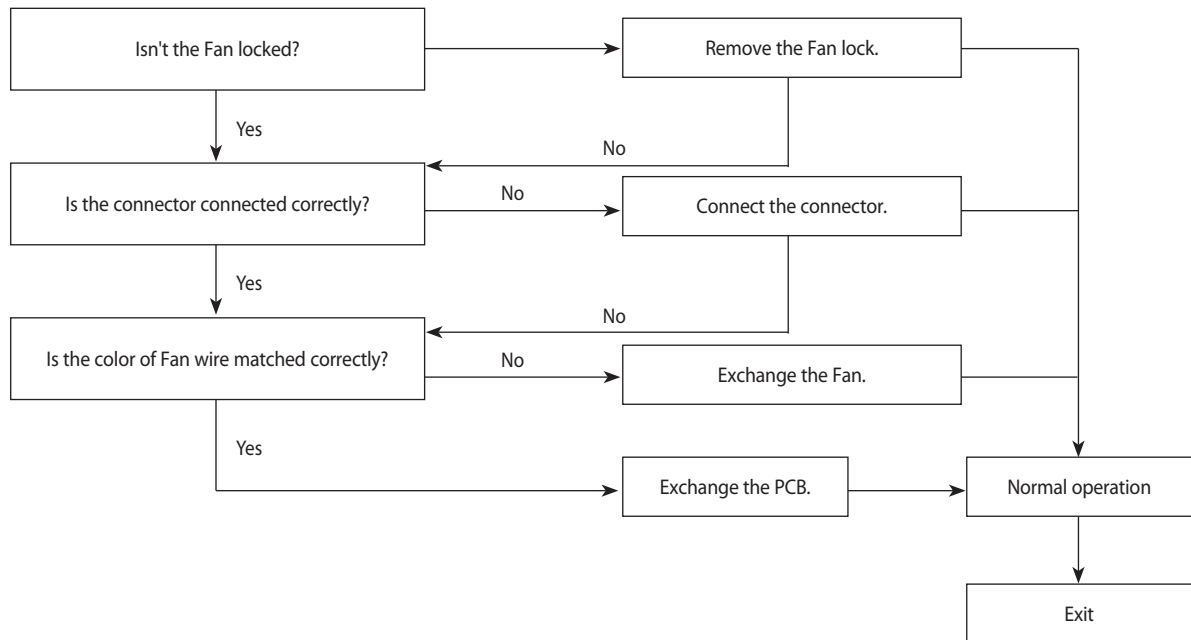 Isn't the Fan locked?
Remove the Fan lock.
Yes
No
Is the connector connected correctly?
No
Connect the connector.
Yes
No
Is the color of Fan wire matched correctly?
No
Exchange the Fan.
Yes
Exchange the PCB.
Normal operation
Exit